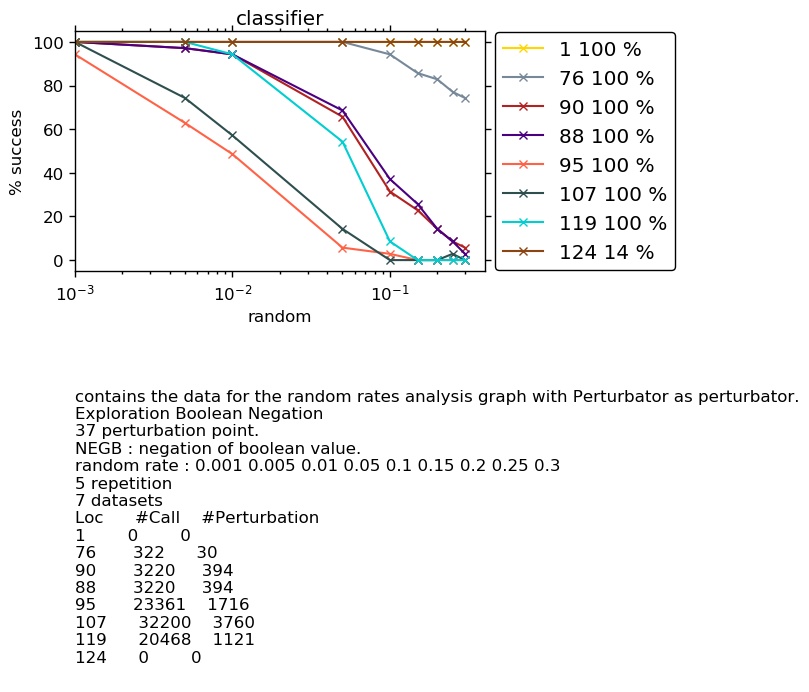 classifier
100
80
60
40
20
0
% success
10^-3
10^-2
10^-1
random
1 100 %
76 100 %
90 100 %
88 100 %
95 100 %
107 100 %
119 100 %
124 14 %
contains the data for the random rates analysis graph with Perturbator as perturbator.
Exploration Boolean Negation
37 perturbation point.
NEGB : negation of boolean value.
random rate : 0.001 0.005 0.01 0.05 0.1 0.15 0.2 0.25 0.3
5 repetition
7 datasets
Loc #Call #Perturbation
1 0 0
76 322 30
90 3220 394
88 3220 394
95 23361 1716
107 32200 3760
119 20468 1121
124 0 0